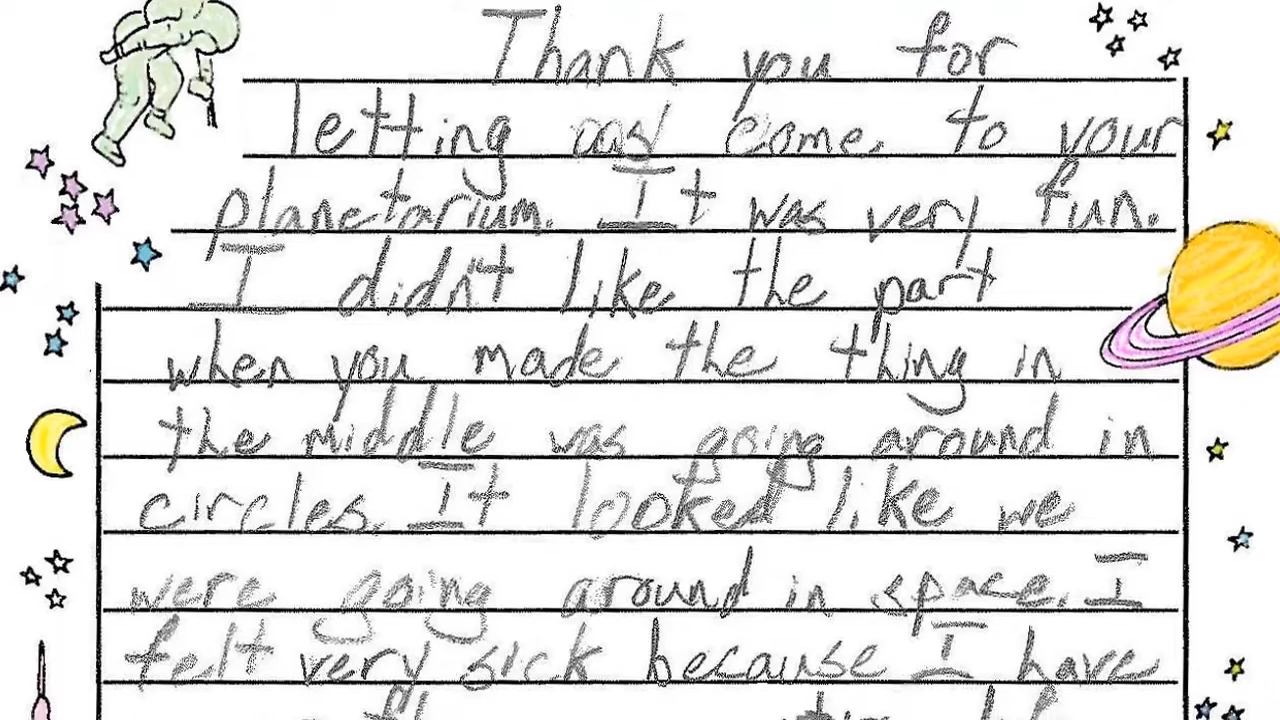 Thank you for
letting us come to your
planetarium. It was very fun.
I didn't like the part
when you made the thing in
the middle was going around in
circles. It looked like we
were going around in space. I
felt very sick because I have